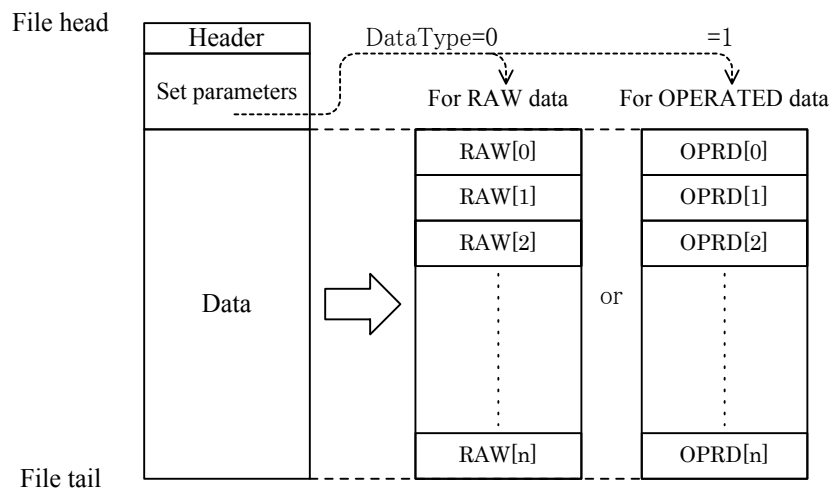 File head
Header
DataType=0
=1
Set parameters
For RAW data
For OPERATED data
RAW[0]
OPRD[0]
RAW[1]
OPRD[1]
RAW[2]
OPRD[2]
Data
or
RAW[n]
OPRD[n]
File tail